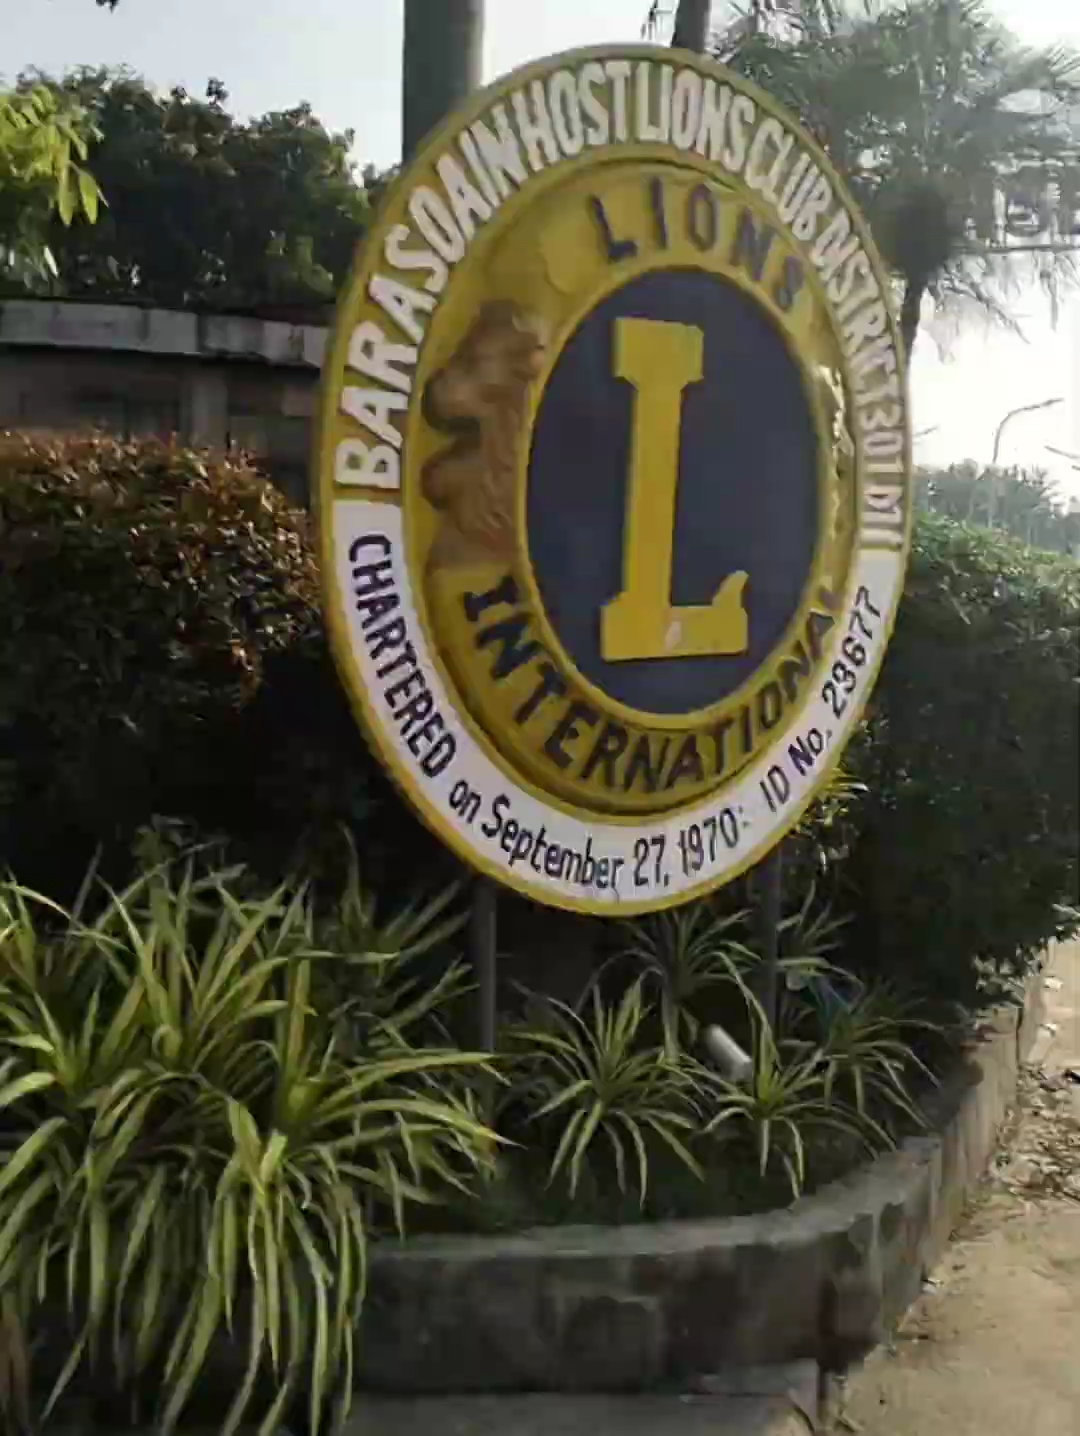 BARASOAIN HOST LIONS CLUB DISTRICT 301 D1
LIONS
L
INTERNATIONAL
CHARTERED on September 27, 1970: ID No. 23677